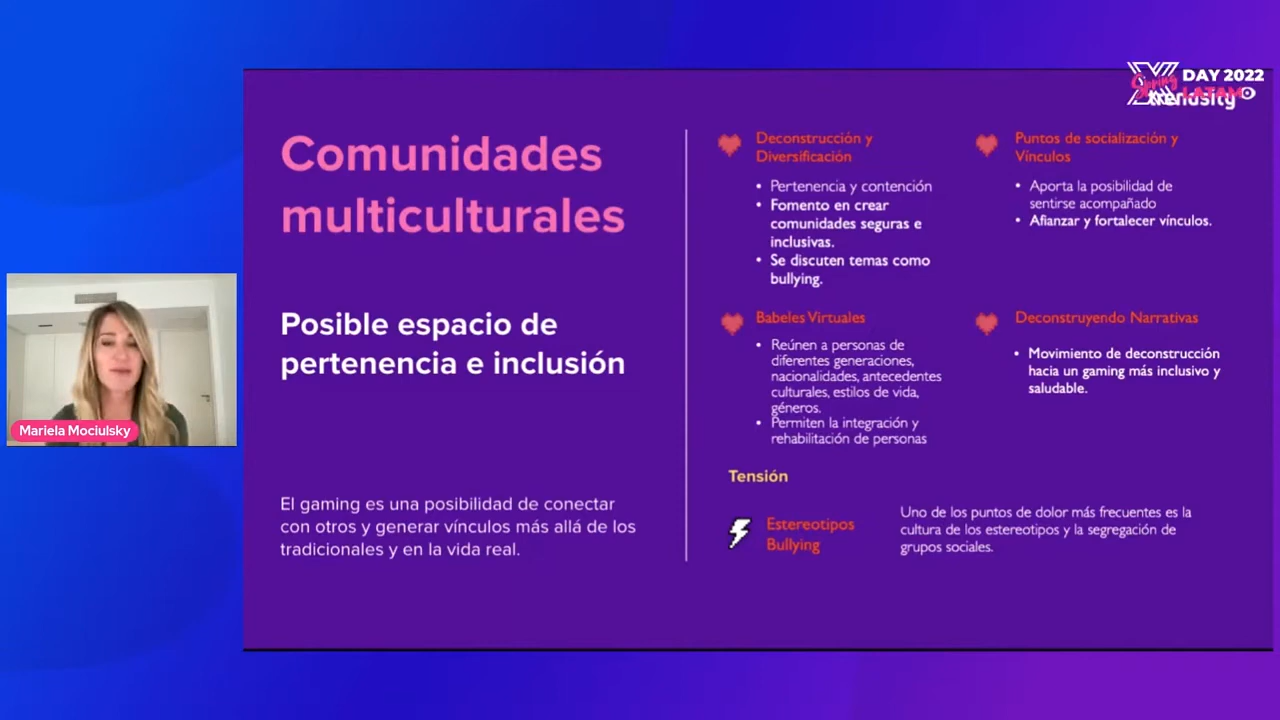 Spring
DAY 2022
LATAM
trendsity
Comunidades
multiculturales
Posible espacio de
pertenencia e inclusión
El gaming es una posibilidad de conectar
con otros y generar vínculos más allá de los
tradicionales y en la vida real.
Deconstrucción y
Diversificación
• Pertenencia y contención
• Fomento en crear
comunidades seguras e
inclusivas.
• Se discuten temas como
bullying.
Puntos de socialización y
Vínculos
• Aporta la posibilidad de
sentirse acompañado
• Afianzar y fortalecer vínculos.
Babeles Virtuales
• Reúnen a personas de
diferentes generaciones,
nacionalidades, antecedentes
culturales, estilos de vida,
géneros.
• Permiten la integración y
rehabilitación de personas
Deconstruyendo Narrativas
• Movimiento de deconstrucción
hacia un gaming más inclusivo y
saludable.
Tensión
Estereotipos
Bullying
Uno de los puntos de dolor más frecuentes es la
cultura de los estereotipos y la segregación de
grupos sociales.
Mariela Mociulsky